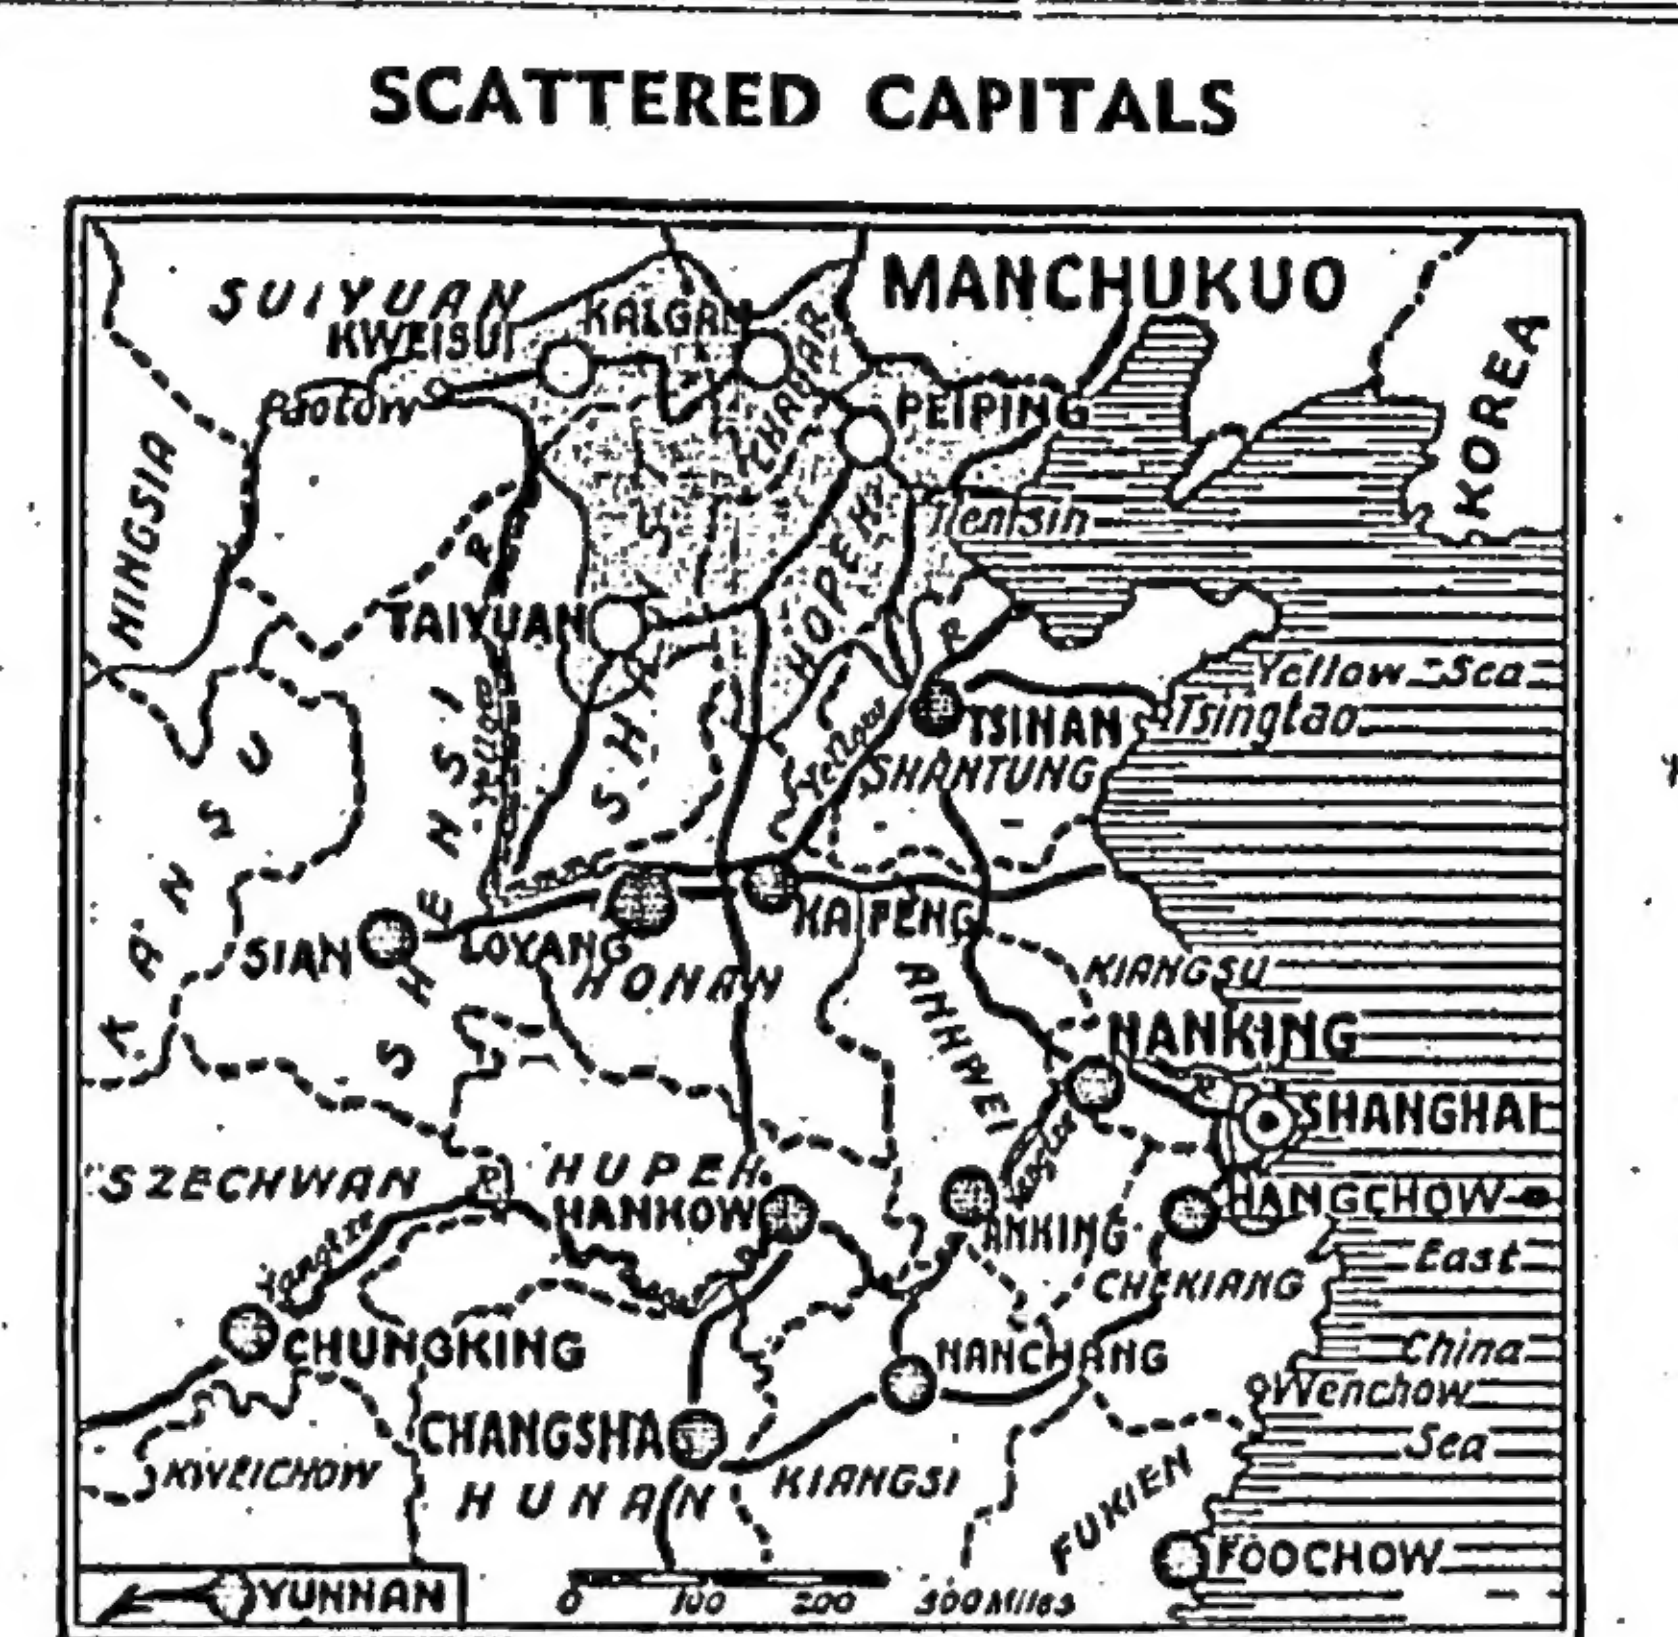 SCATTERED CAPITALS
MANCHUKUO
SUIYUAN
KALGAN
KWEISUI
CHAHAR
Paotow
PEIPING
KOREA
NINGSIA
Tientsin
HOPEH
R.
TAIYUAN
R
SHANSI
Yellow Sea
Yellow
TSINAN
Tsingtao
Yellow
SHANTUNG
KANSU
SHENSI
KAIFENG
SIAN
LOYANG
HONAN
ANHWEI
KIANGSU
NANKING
R
SHANGHAI
SZECHWAN
R
HUPEH
HANKOW
Yangtze
HANGCHOW
ANKING
Yangtze
East
CHEKIANG
CHUNGKING
NANCHANG
China
Wenchow
CHANGSHA
Sea
KWEICHOW
KIANGSI
HUNAN
FUKIEN
FOOCHOW
YUNNAN
0 100 200 300 Miles